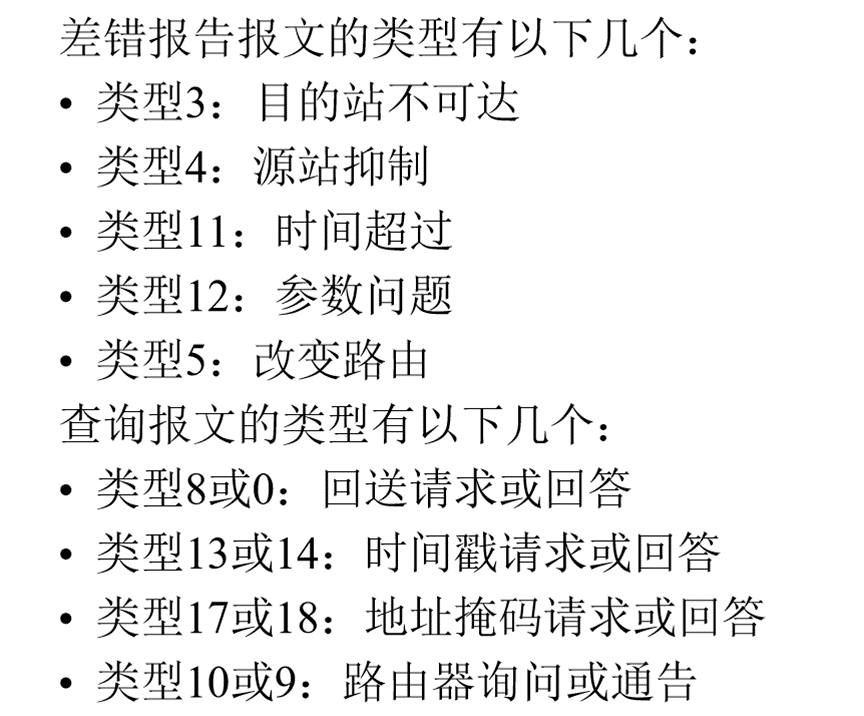 差错报告报文的类型有以下几个：
• 类型3：目的站不可达
• 类型4：源站抑制
• 类型11：时间超过
• 类型12：参数问题
• 类型5：改变路由
查询报文的类型有以下几个：
• 类型8或0：回送请求或回答
• 类型13或14：时间戳请求或回答
• 类型17或18：地址掩码请求或回答
• 类型10或9：路由器询问或通告